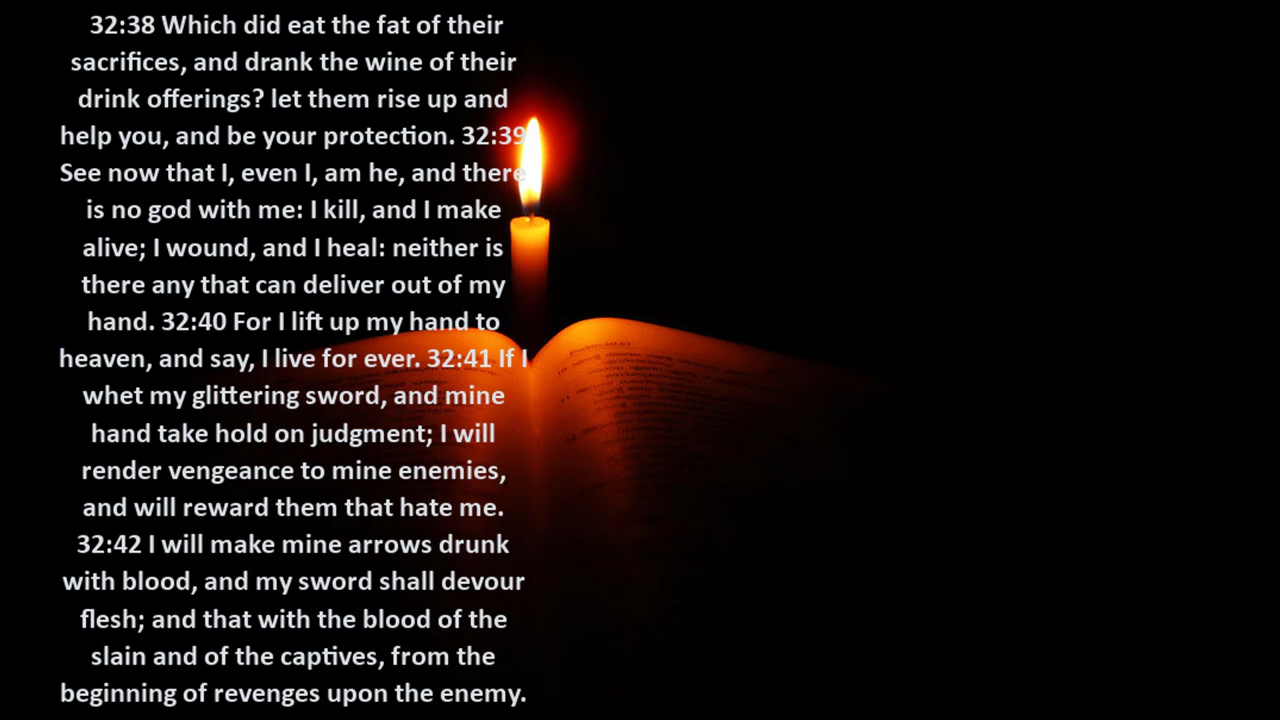 32:38 Which did eat the fat of their
sacrifices, and drank the wine of their
drink offerings? let them rise up and
help you, and be your protection. 32:39
See now that I, even I, am he, and there
is no god with me: I kill, and I make
alive; I wound, and I heal: neither is
there any that can deliver out of my
hand. 32:40 For I lift up my hand to
heaven, and say, I live for ever. 32:41 If I
whet my glittering sword, and mine
hand take hold on judgment; I will
render vengeance to mine enemies,
and will reward them that hate me.
32:42 I will make mine arrows drunk
with blood, and my sword shall devour
flesh; and that with the blood of the
slain and of the captives, from the
beginning of revenges upon the enemy.